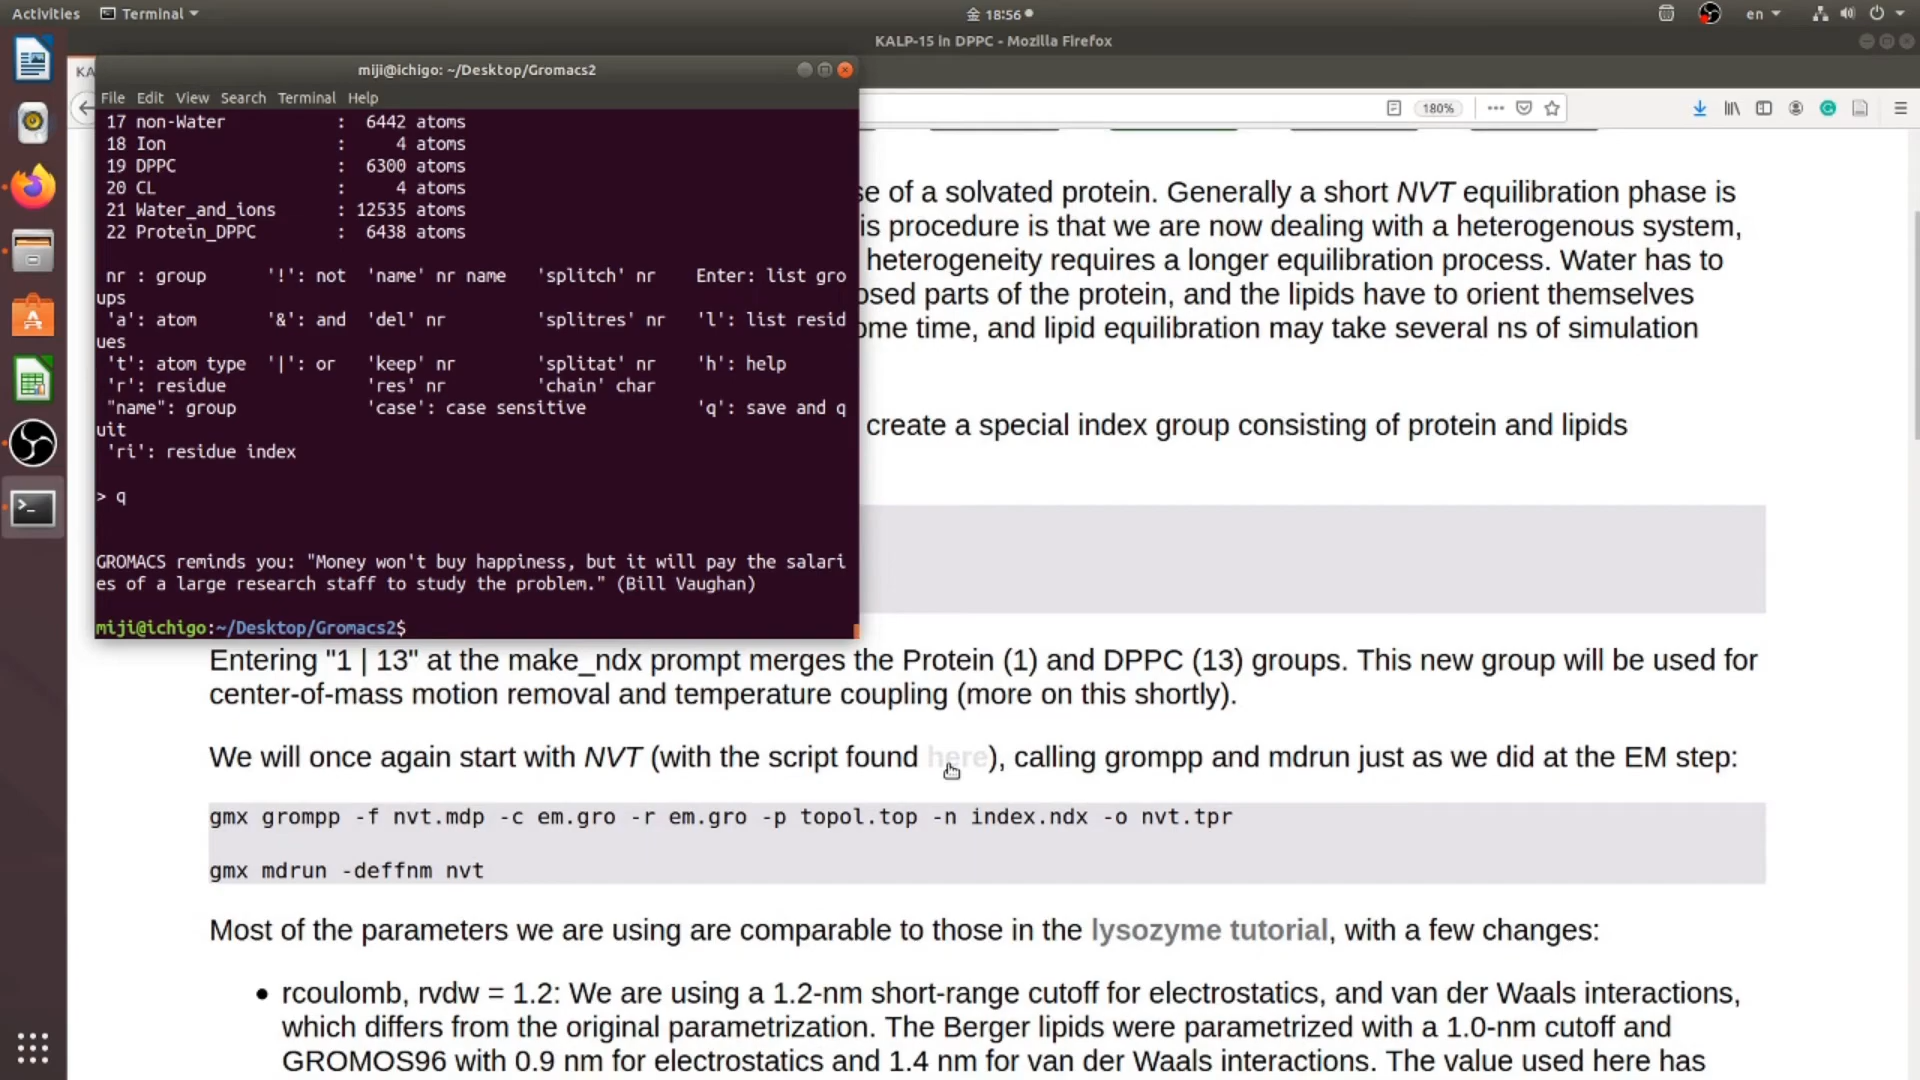 Activities Terminal 金 18:56 en
KALP-15 in DPPC - Mozilla Firefox
KA
miji@ichigo: ~/Desktop/Gromacs2
File Edit View Search Terminal Help
180%
17 non-Water : 6442 atoms
18 Ion : 4 atoms
19 DPPC : 6300 atoms
20 CL : 4 atoms
21 Water_and_ions : 12535 atoms
22 Protein_DPPC : 6438 atoms
nr : group '!': not 'name' nr name 'splitch' nr Enter: list gro
ups
'a': atom '&': and 'del' nr 'splitres' nr 'l': list resid
ues
't': atom type '|': or 'keep' nr 'splitat' nr 'h': help
'r': residue 'res' nr 'chain' char
"name": group 'case': case sensitive 'q': save and q
uit
'ri': residue index
> q
GROMACS reminds you: "Money won't buy happiness, but it will pay the salari
es of a large research staff to study the problem." (Bill Vaughan)
miji@ichigo:~/Desktop/Gromacs2$
se of a solvated protein. Generally a short NVT equilibration phase is
is procedure is that we are now dealing with a heterogenous system,
heterogeneity requires a longer equilibration process. Water has to
osed parts of the protein, and the lipids have to orient themselves
ome time, and lipid equilibration may take several ns of simulation
create a special index group consisting of protein and lipids
Entering "1 | 13" at the make_ndx prompt merges the Protein (1) and DPPC (13) groups. This new group will be used for
center-of-mass motion removal and temperature coupling (more on this shortly).
We will once again start with NVT (with the script found here), calling grompp and mdrun just as we did at the EM step:
gmx grompp -f nvt.mdp -c em.gro -r em.gro -p topol.top -n index.ndx -o nvt.tpr
gmx mdrun -deffnm nvt
Most of the parameters we are using are comparable to those in the lysozyme tutorial, with a few changes:
• rcoulomb, rvdw = 1.2: We are using a 1.2-nm short-range cutoff for electrostatics, and van der Waals interactions,
which differs from the original parametrization. The Berger lipids were parametrized with a 1.0-nm cutoff and
GROMOS96 with 0.9 nm for electrostatics and 1.4 nm for van der Waals interactions. The value used here has